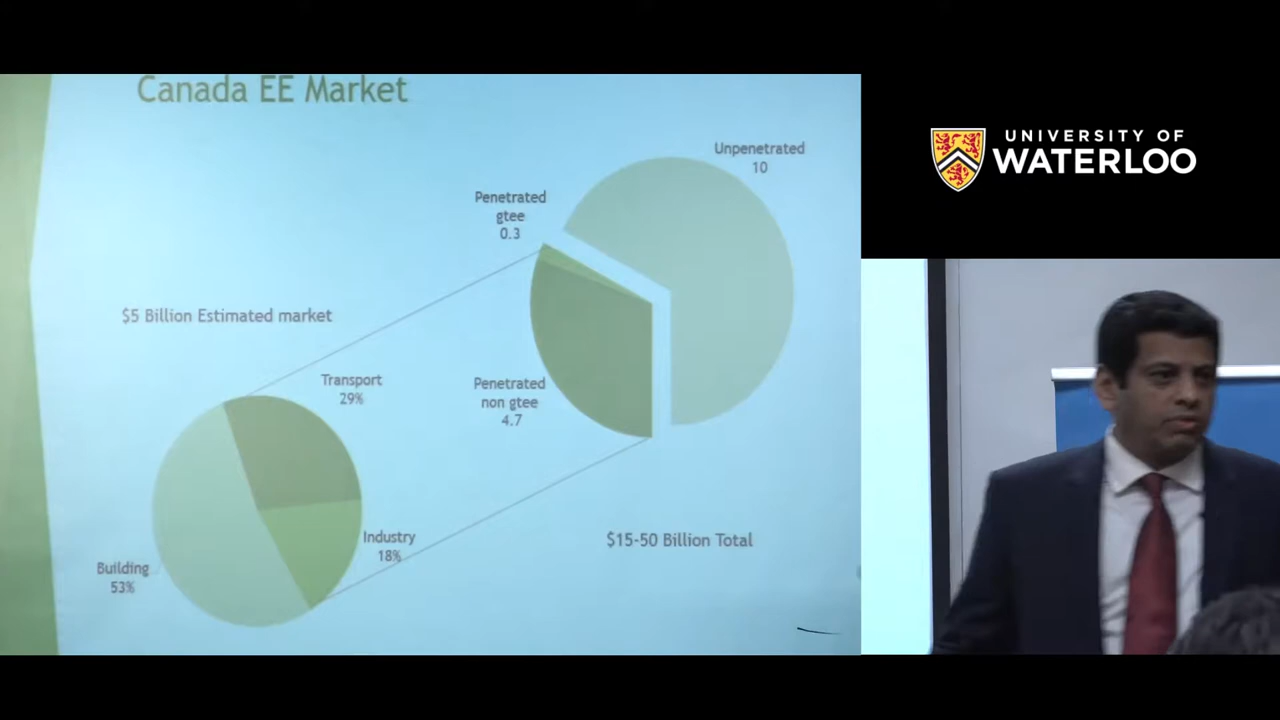 Canada EE Market
Unpenetrated
10
Penetrated
gtee
0.3
$5 Billion Estimated market
Transport
29%
Penetrated
non gtee
4.7
Industry
18%
$15-50 Billion Total
Building
53%
UNIVERSITY OF
WATERLOO